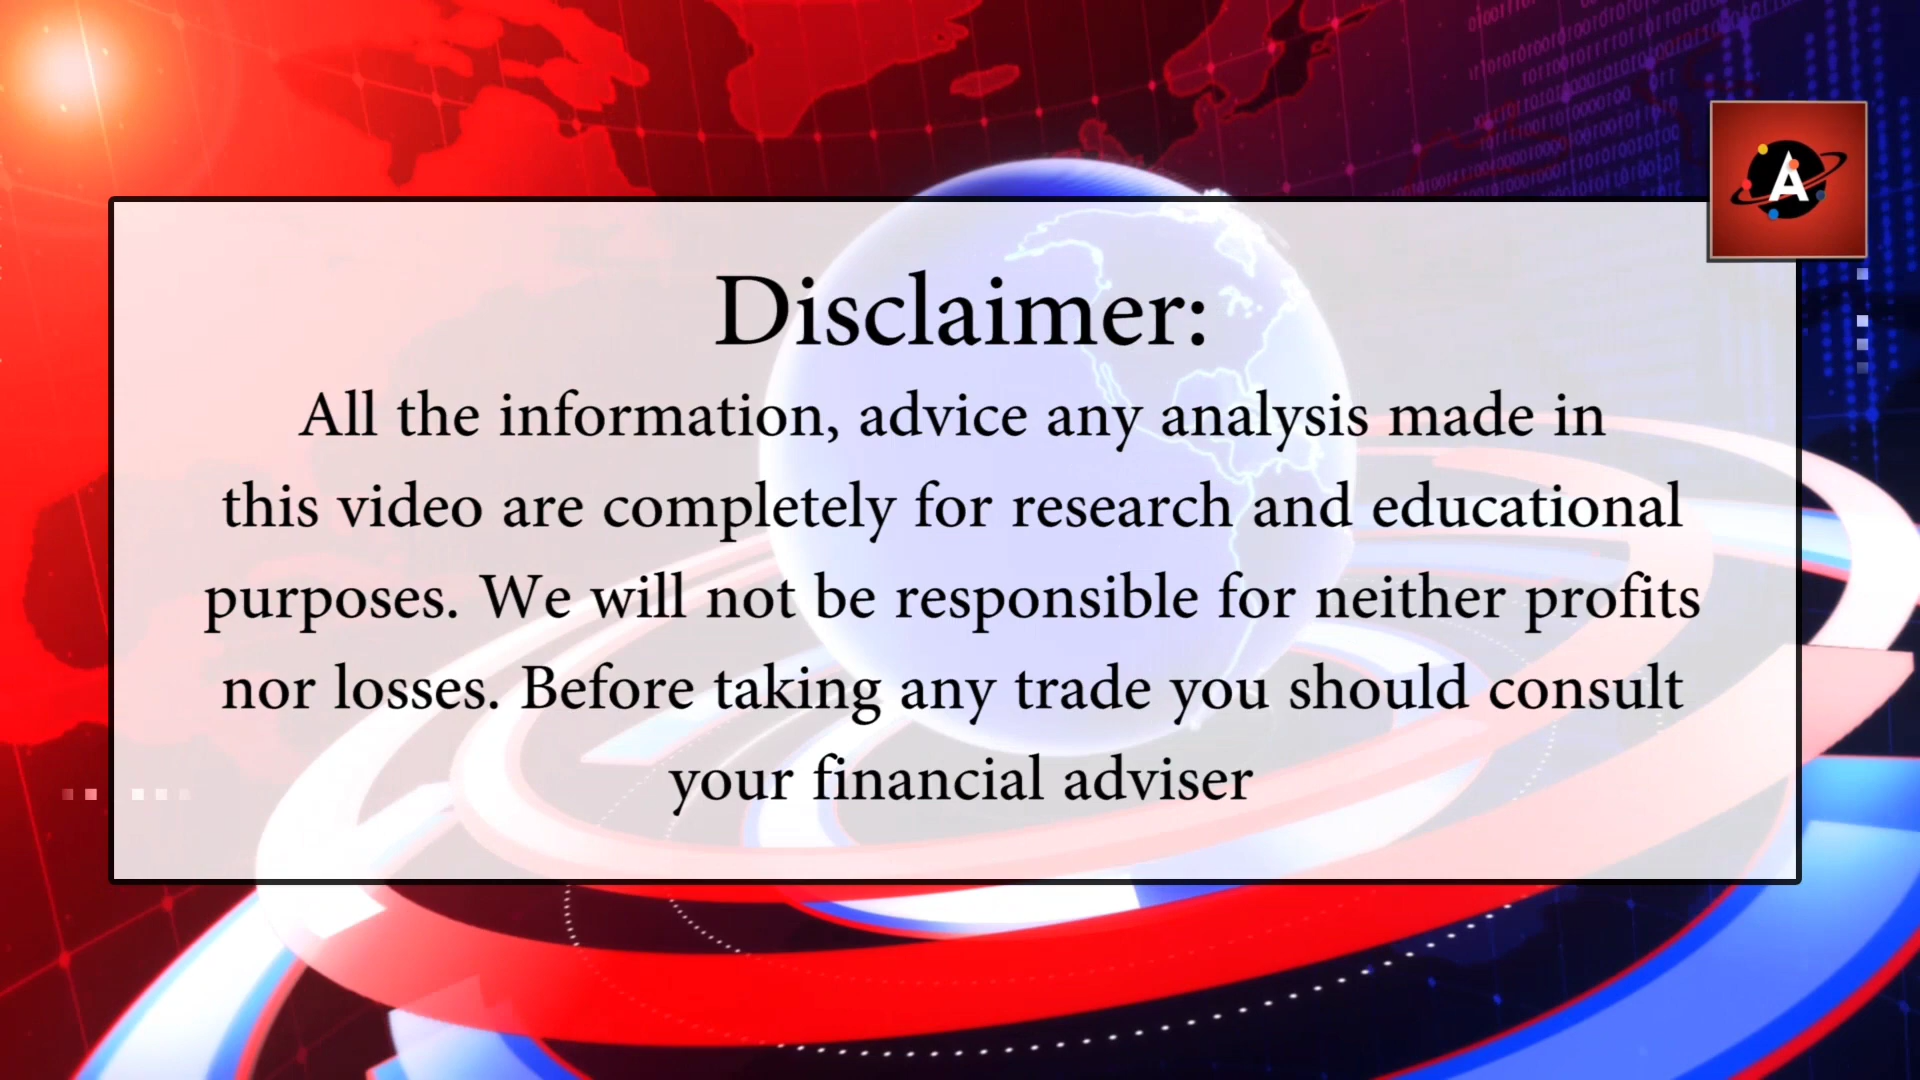 A
Disclaimer:
All the information, advice any analysis made in
this video are completely for research and educational
purposes. We will not be responsible for neither profits
nor losses. Before taking any trade you should consult
your financial adviser